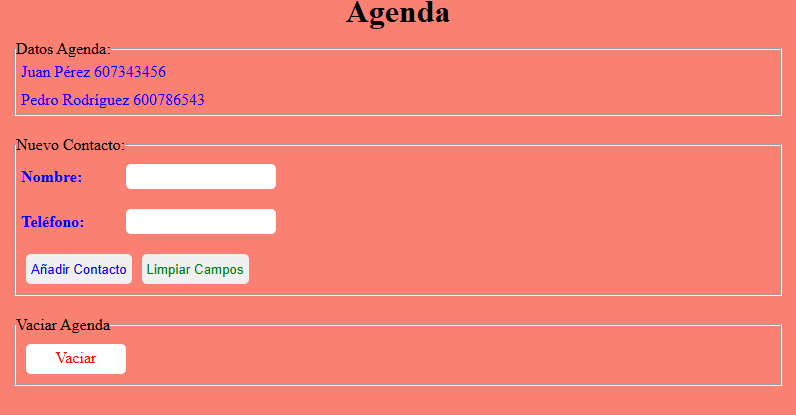 Agenda
Datos Agenda:
Juan Pérez 607343456
Pedro Rodríguez 600786543
Nuevo Contacto:
Nombre:
Teléfono:
Añadir Contacto Limpiar Campos
Vaciar Agenda
Vaciar